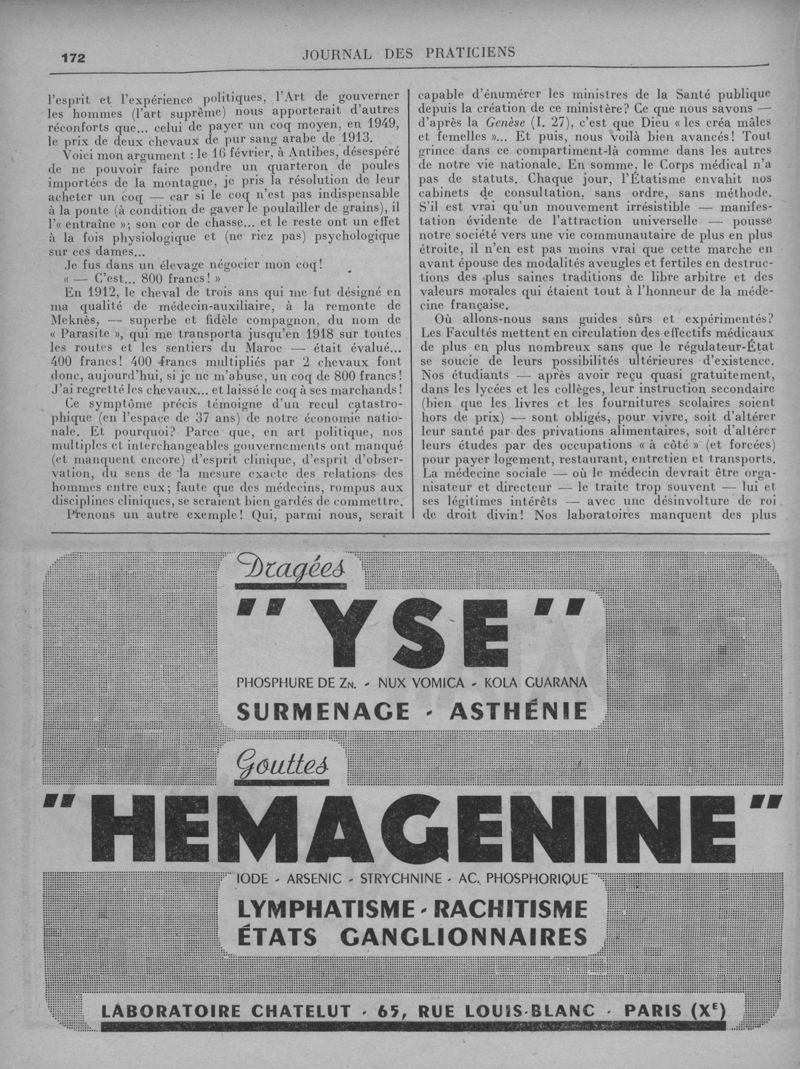 172
JOURNAL DES PRATICIENS
l'esprit et l'expérience politiques, l'Art de gouverner
les hommes (l'art suprême) nous apporterait d'autres
réconforts que... celui de payer un coq moyen, en 1949,
le prix de deux chevaux de pur sang arabe de 1913.
Voici mon argument : le 16 février, à Antibes, désespéré
de ne pouvoir faire pondre un quarteron de poules
importées de la montagne, je pris la résolution de leur
acheter un coq — car si le coq n'est pas indispensable
à la ponte (à condition de gaver le poulailler de grains), il
l'« entraîne »; son cor de chasse... et le reste ont un effet
à la fois physiologique et (ne riez pas) psychologique
sur ces dames...
Je fus dans un élevage négocier mon coq!
« — C'est... 800 francs! »
En 1912, le cheval de trois ans qui me fut désigné en
ma qualité de médecin-auxiliaire, à la remonte de
Meknès, — superbe et fidèle compagnon, du nom de
« Parasite », qui me transporta jusqu'en 1918 sur toutes
les routes et les sentiers du Maroc — était évalué...
400 francs! 400 francs multipliés par 2 chevaux font
donc, aujourd'hui, si je ne m'abuse, un coq de 800 francs!
J'ai regretté les chevaux... et laissé le coq à ses marchands!
Ce symptôme précis témoigne d'un recul catastro-
phique (en l'espace de 37 ans) de notre économie natio-
nale. Et pourquoi? Parce que, en art politique, nos
multiples et interchangeables gouvernements ont manqué
(et manquent encore) d'esprit clinique, d'esprit d'obser-
vation, du sens de la mesure exacte des relations des
hommes entre eux; faute que des médecins, rompus aux
disciplines cliniques, se seraient bien gardés de commettre.
Prenons un autre exemple! Qui, parmi nous, serait
capable d'énumérer les ministres de la Santé publique
depuis la création de ce ministère? Ce que nous savons —
d'après la Genèse (I, 27), c'est que Dieu « les créa mâles
et femelles »... Et puis, nous voilà bien avancés! Tout
grince dans ce compartiment-là comme dans les autres
de notre vie nationale. En somme, le Corps médical n'a
pas de statuts. Chaque jour, l'Étatisme envahit nos
cabinets de consultation, sans ordre, sans méthode.
S'il est vrai qu'un mouvement irrésistible — manifes-
tation évidente de l'attraction universelle — pousse
notre société vers une vie communautaire de plus en plus
étroite, il n'en est pas moins vrai que cette marche en
avant épouse des modalités aveugles et fertiles en destruc-
tions des plus saines traditions de libre arbitre et des
valeurs morales qui étaient tout à l'honneur de la méde-
cine française.
Où allons-nous sans guides sûrs et expérimentés?
Les Facultés mettent en circulation des effectifs médicaux
de plus en plus nombreux sans que le régulateur-État
se soucie de leurs possibilités ultérieures d'existence.
Nos étudiants — après avoir reçu quasi gratuitement,
dans les lycées et les collèges, leur instruction secondaire
(bien que les livres et les fournitures scolaires soient
hors de prix) — sont obligés, pour vivre, soit d'altérer
leur santé par des privations alimentaires, soit d'altérer
leurs études par des occupations « à côté » (et forcées)
pour payer logement, restaurant, entretien et transports.
La médecine sociale — où le médecin devrait être orga-
nisateur et directeur — le traite trop souvent — lui et
ses légitimes intérêts — avec une désinvolture de roi
de droit divin! Nos laboratoires manquent des plus
Dragées
"YSE"
PHOSPHURE DE ZN. - NUX VOMICA - KOLA GUARANA
SURMENAGE - ASTHÉNIE
Gouttes
"HEMAGENINE"
IODE - ARSENIC - STRYCHNINE - AC. PHOSPHORIQUE
LYMPHATISME - RACHITISME
ÉTATS GANGLIONNAIRES
LABORATOIRE CHATELUT - 65, RUE LOUIS-BLANC - PARIS (XE)